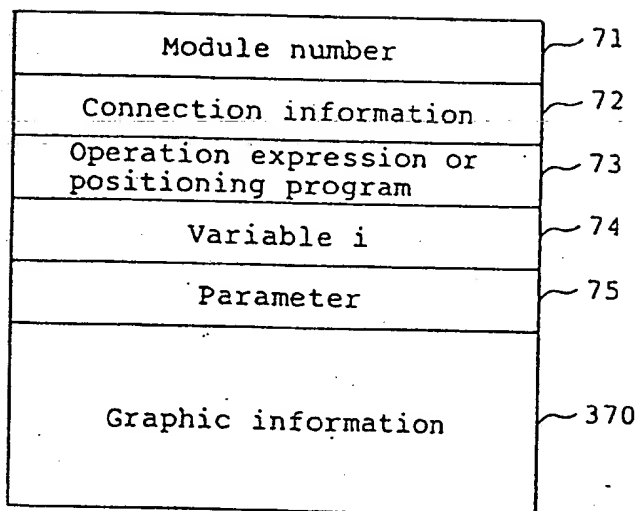 Module number 71
Connection information 72
Operation expression or
positioning program 73
Variable i 74
Parameter 75
Graphic information 370